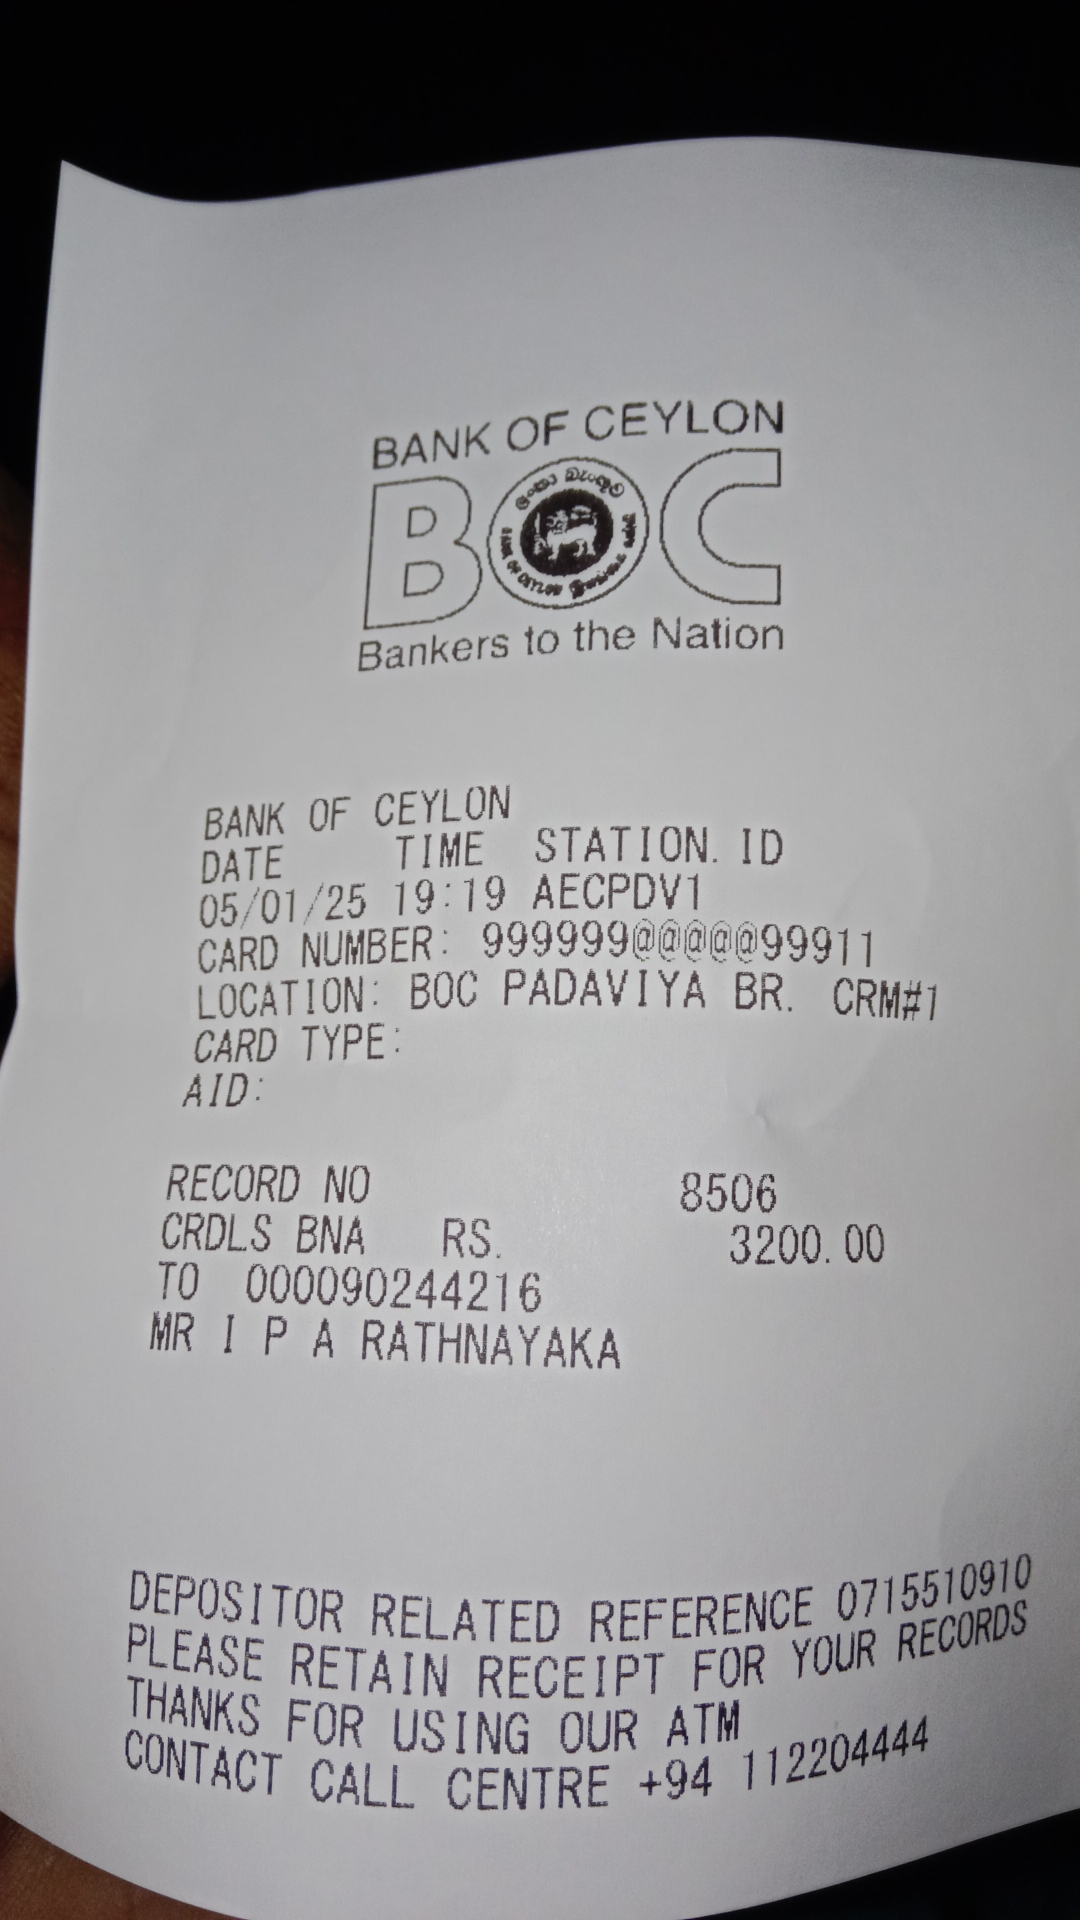 BANK OF CEYLON
BOC
ලංකා බැංකුව
BANK OF CEYLON
Bankers to the Nation
BANK OF CEYLON
DATE TIME STATION. ID
05/01/25 19:19 AECPDV1
CARD NUMBER: 999999@@@@@99911
LOCATION: BOC PADAVIYA BR. CRM#1
CARD TYPE:
AID:
RECORD NO 8506
CRDLS BNA RS. 3200.00
TO 000090244216
MR I P A RATHNAYAKA
DEPOSITOR RELATED REFERENCE 0715510910
PLEASE RETAIN RECEIPT FOR YOUR RECORDS
THANKS FOR USING OUR ATM
CONTACT CALL CENTRE +94 112204444